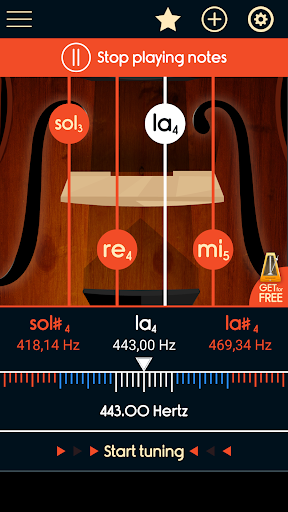 Stop playing notes
sol3
la4
re4
mi5
GET for
FREE
sol#4 la4 la#4
418,14 Hz 443,00 Hz 469,34 Hz
443.00 Hertz
Start tuning